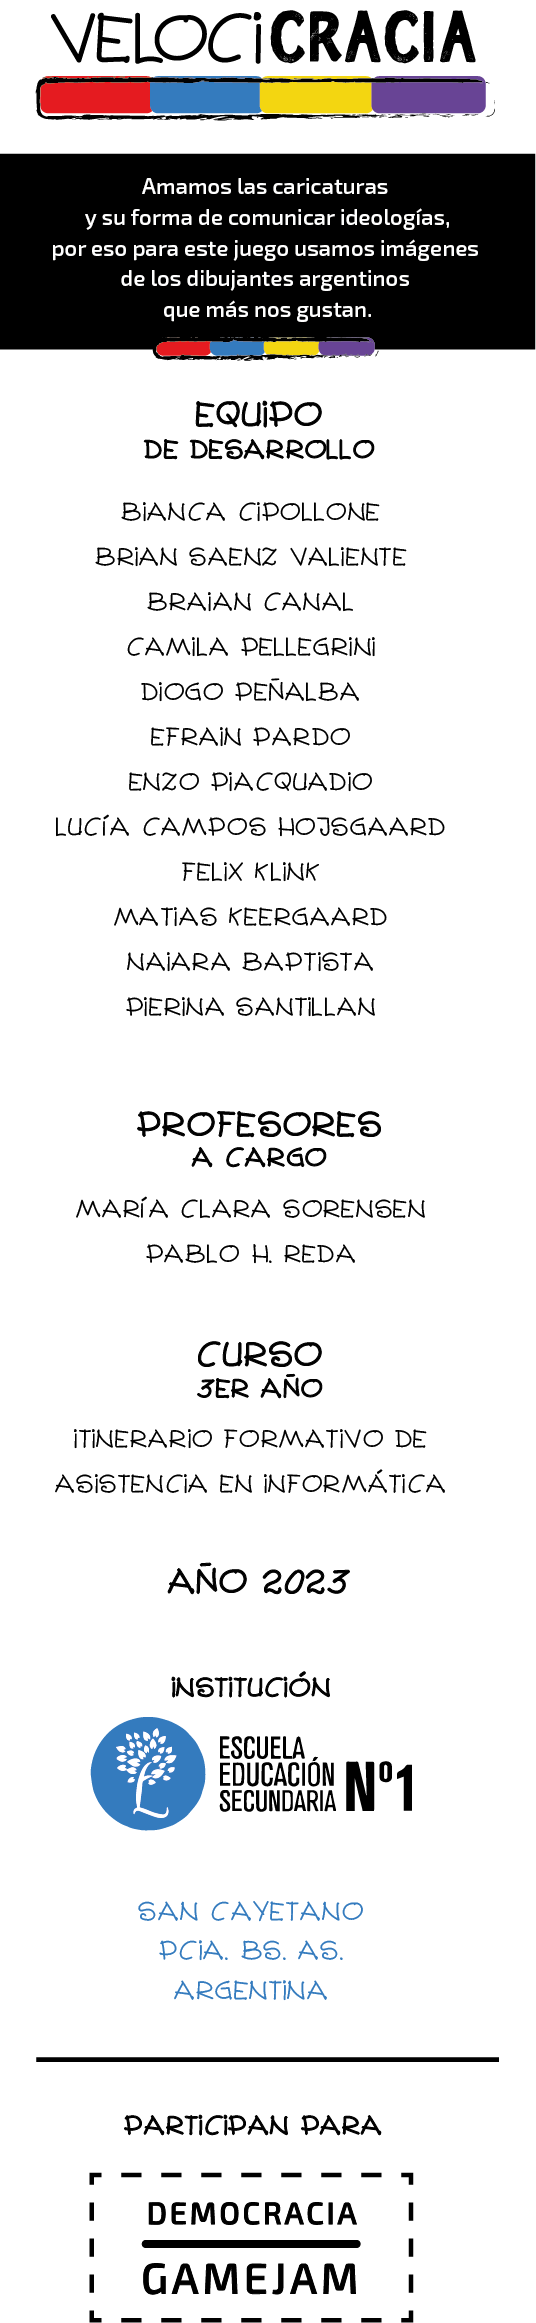 VELOCiCRACIA
Amamos las caricaturas
y su forma de comunicar ideologías,
por eso para este juego usamos imágenes
de los dibujantes argentinos
que más nos gustan.
EQUiPO
DE DESARROLLO
BiANCA CiPOLLONE
BRiAN SAENZ VALiENTE
BRAiAN CANAL
CAMiLA PELLEGRiNi
DiOGO PEÑALBA
EFRAiN PARDO
ENZO PiACQUADiO
LUCÍA CAMPOS HOJSGAARD
FELiX KLiNK
MATiAS KEERGAARD
NAiARA BAPTiSTA
PiERiNA SANTiLLAN
PROFESORES
A CARGO
MARÍA CLARA SORENSEN
PABLO H. REDA
CURSO
3ER AÑO
iTiNERARiO FORMATiVO DE
ASiSTENCiA EN iNFORMÁTiCA
AÑO 2023
iNSTiTUCiÓN
ESCUELA
EDUCACIÓN
SECUNDARIA Nº1
SAN CAYETANO
PCiA. BS. AS.
ARGENTiNA
PARTiCiPAN PARA
DEMOCRACIA
GAMEJAM